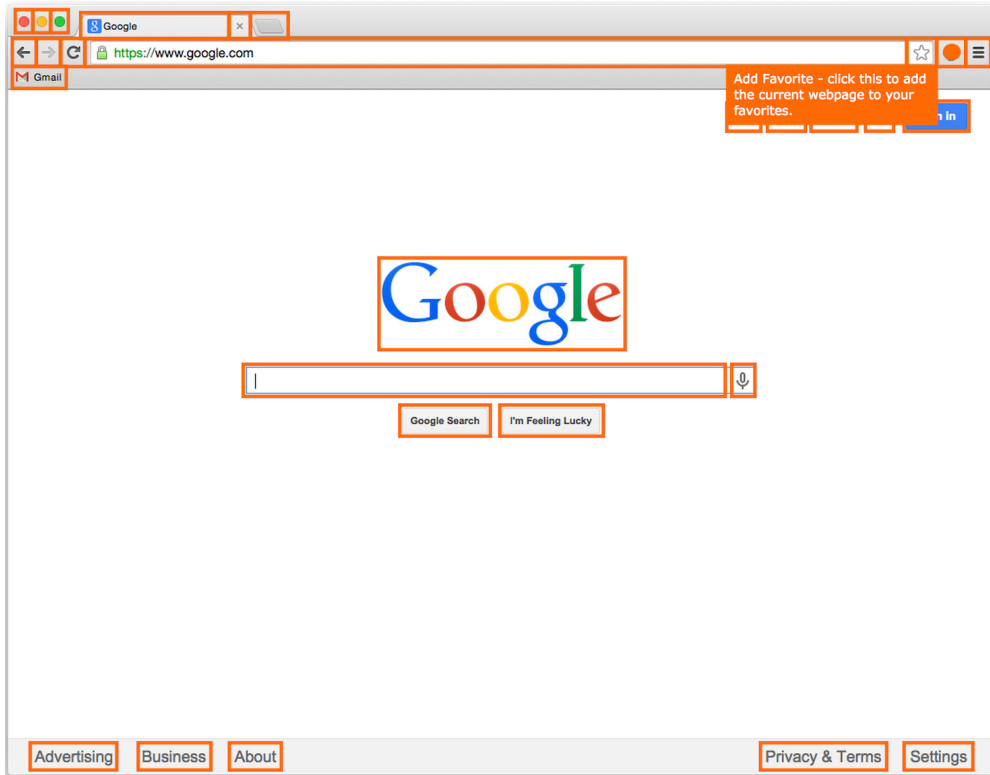 Google
https://www.google.com
Gmail
Add Favorite - click this to add
the current webpage to your
favorites.
In
Google
Google Search
I'm Feeling Lucky
Advertising
Business
About
Privacy & Terms
Settings